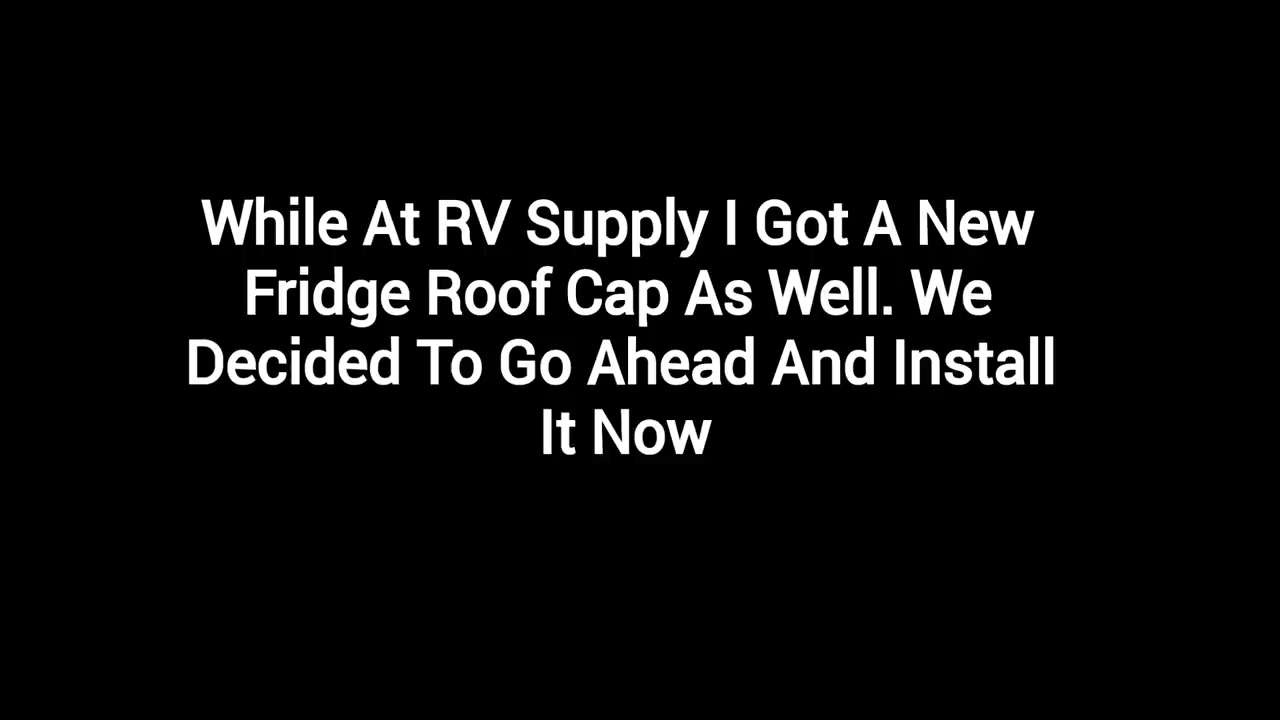 While At RV Supply I Got A New
Fridge Roof Cap As Well. We
Decided To Go Ahead And Install
It Now